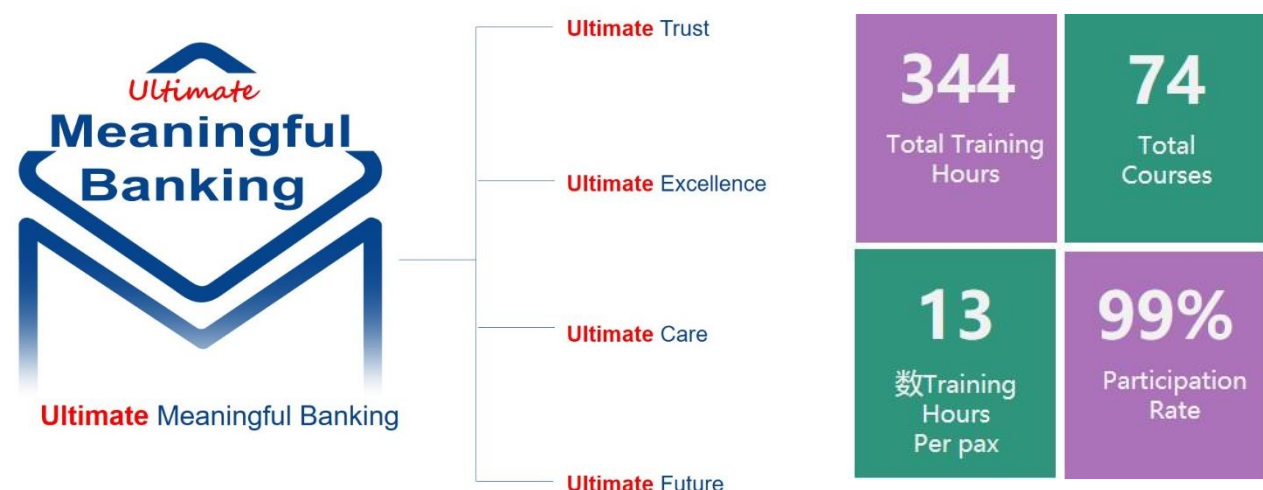 Ultimate
Meaningful
Banking
Ultimate Meaningful Banking
Ultimate Trust
Ultimate Excellence
Ultimate Care
Ultimate Future
344
Total Training
Hours
74
Total
Courses
13
数Training
Hours
Per pax
99%
Participation
Rate